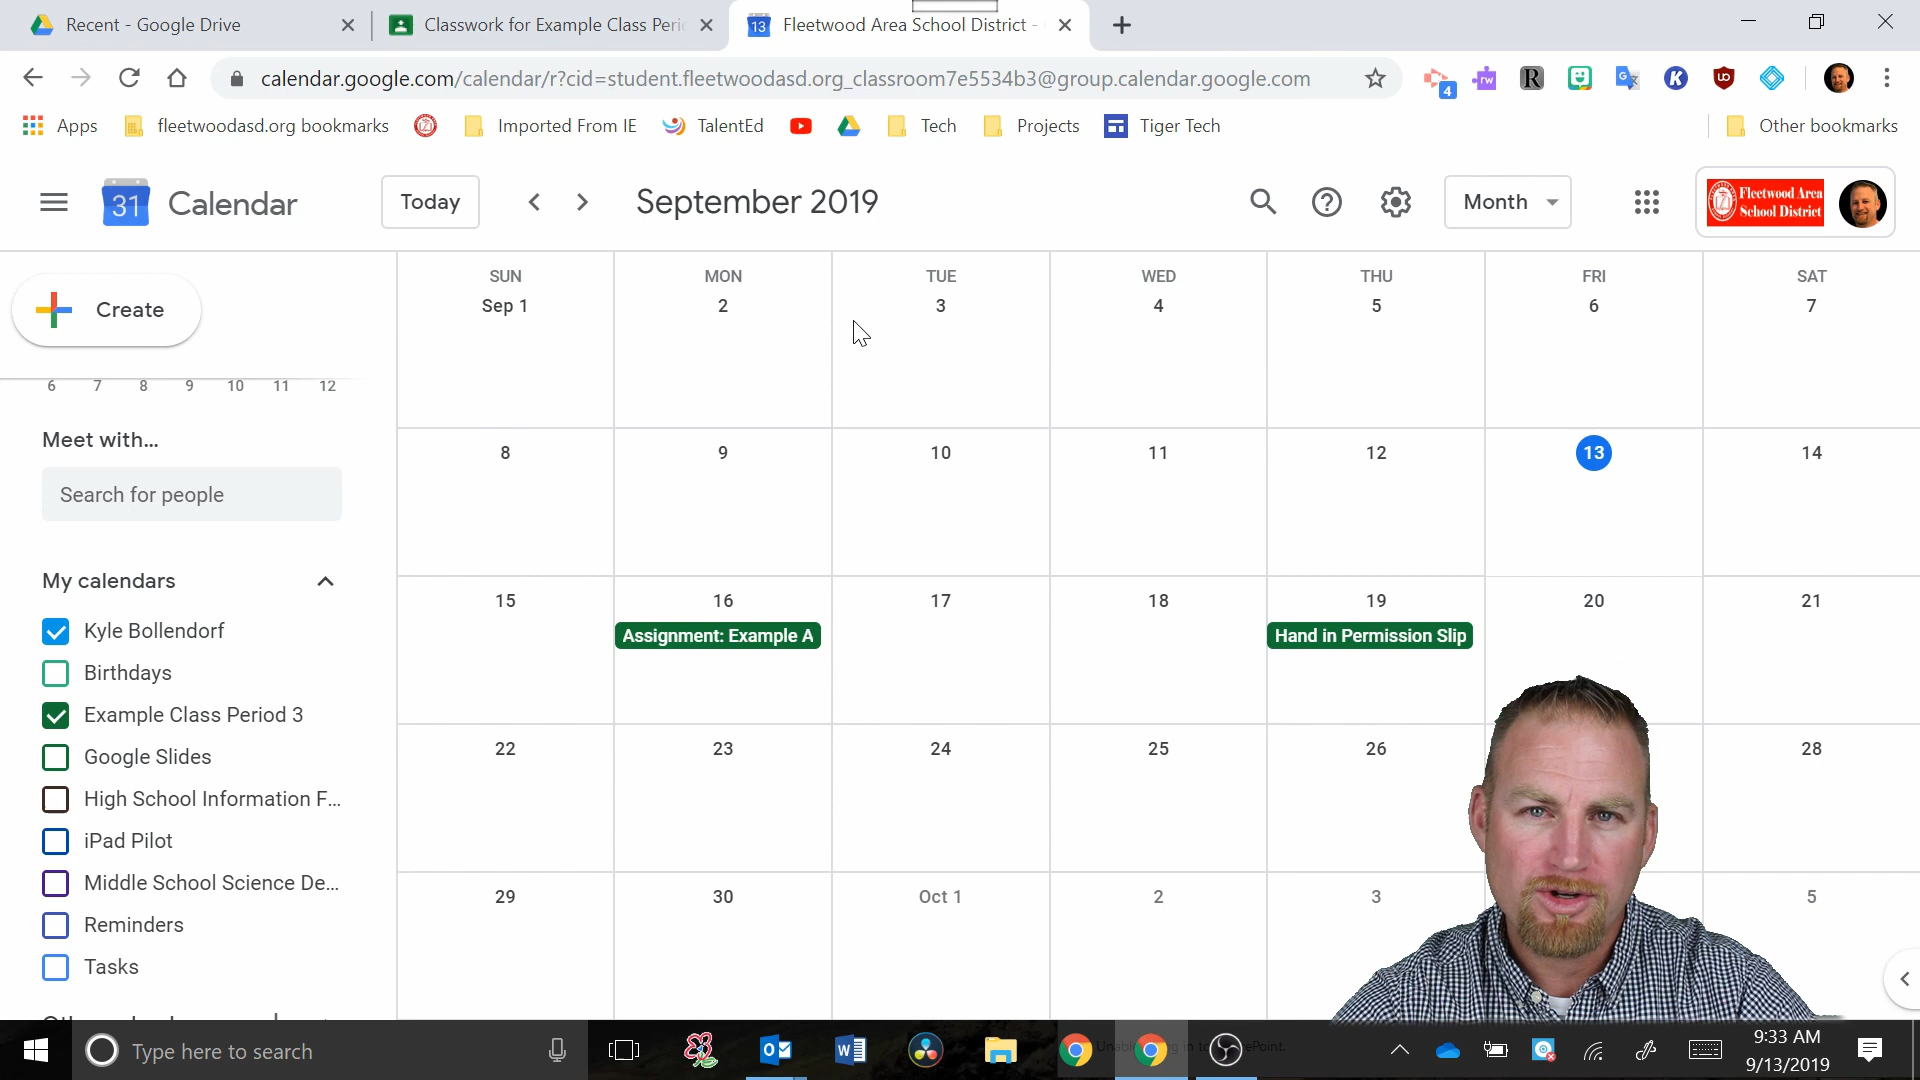 Recent - Google Drive
Classwork for Example Class Peri
13
Fleetwood Area School District -
calendar.google.com/calendar/r?cid=student.fleetwoodasd.org_classroom7e5534b3@group.calendar.google.com
4
rw
R
G
K
Apps
fleetwoodasd.org bookmarks
Imported From IE
TalentEd
Tech
Projects
Tiger Tech
Other bookmarks
31
Calendar
Today
September 2019
Month
Fleetwood Area
School District
Create
SUN MON TUE WED THU FRI SAT
Sep 1 2 3 4 5 6 7
6 7 8 9 10 11 12
Meet with...
Search for people
8 9 10 11 12 13 14
My calendars
Kyle Bollendorf
Birthdays
Example Class Period 3
Google Slides
High School Information F...
iPad Pilot
Middle School Science De...
Reminders
Tasks
15 16 17 18 19 20 21
Assignment: Example A
Hand in Permission Slip
22 23 24 25 26 28
29 30 Oct 1 2 3 5
Type here to search
9:33 AM
9/13/2019